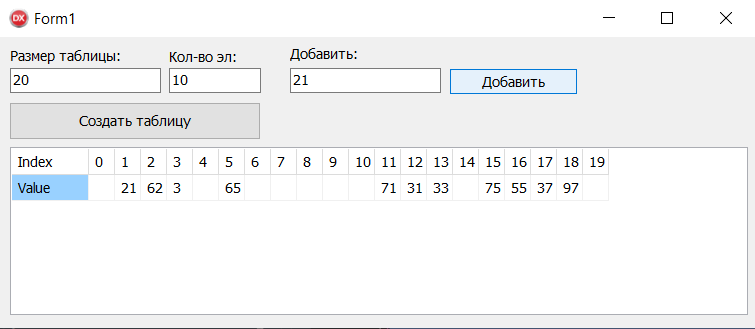 DX Form1
Размер таблицы: Кол-во эл: Добавить:
20 10 21 Добавить
Создать таблицу
Index 0 1 2 3 4 5 6 7 8 9 10 11 12 13 14 15 16 17 18 19
Value 21 62 3 65 71 31 33 75 55 37 97